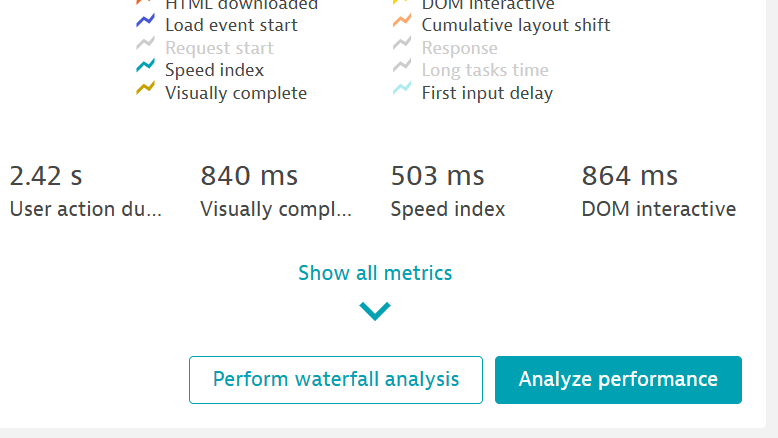 HTML downloaded
Load event start
Request start
Speed index
Visually complete
DOM interactive
Cumulative layout shift
Response
Long tasks time
First input delay
2.42 s
User action du...
840 ms
Visually compl...
503 ms
Speed index
864 ms
DOM interactive
Show all metrics
Perform waterfall analysis
Analyze performance